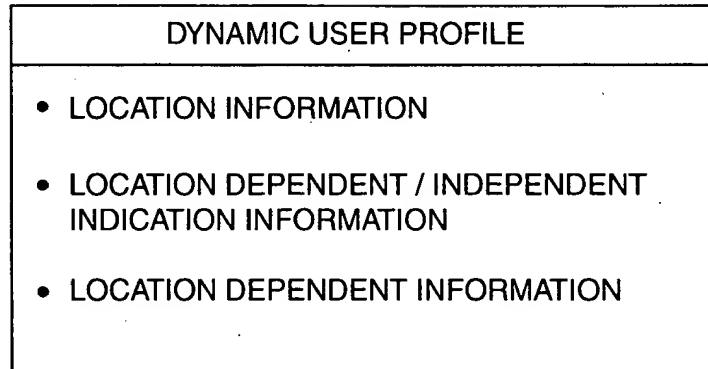 DYNAMIC USER PROFILE
• LOCATION INFORMATION
• LOCATION DEPENDENT / INDEPENDENT
INDICATION INFORMATION
• LOCATION DEPENDENT INFORMATION